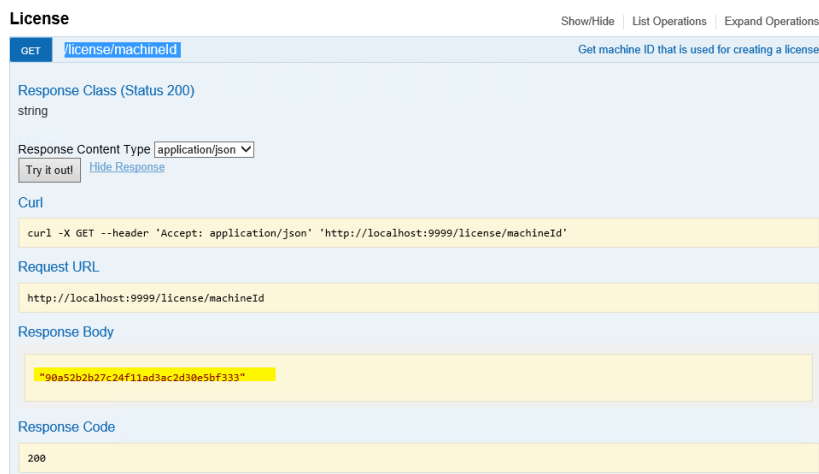 License
Show/Hide List Operations Expand Operations
GET /license/machineId Get machine ID that is used for creating a license
Response Class (Status 200)
string
Response Content Type application/json
Try it out! Hide Response
Curl
curl -X GET --header 'Accept: application/json' 'http://localhost:9999/license/machineId'
Request URL
http://localhost:9999/license/machineId
Response Body
"90a52b2b27c24f11ad3ac2d30e5bf333"
Response Code
200